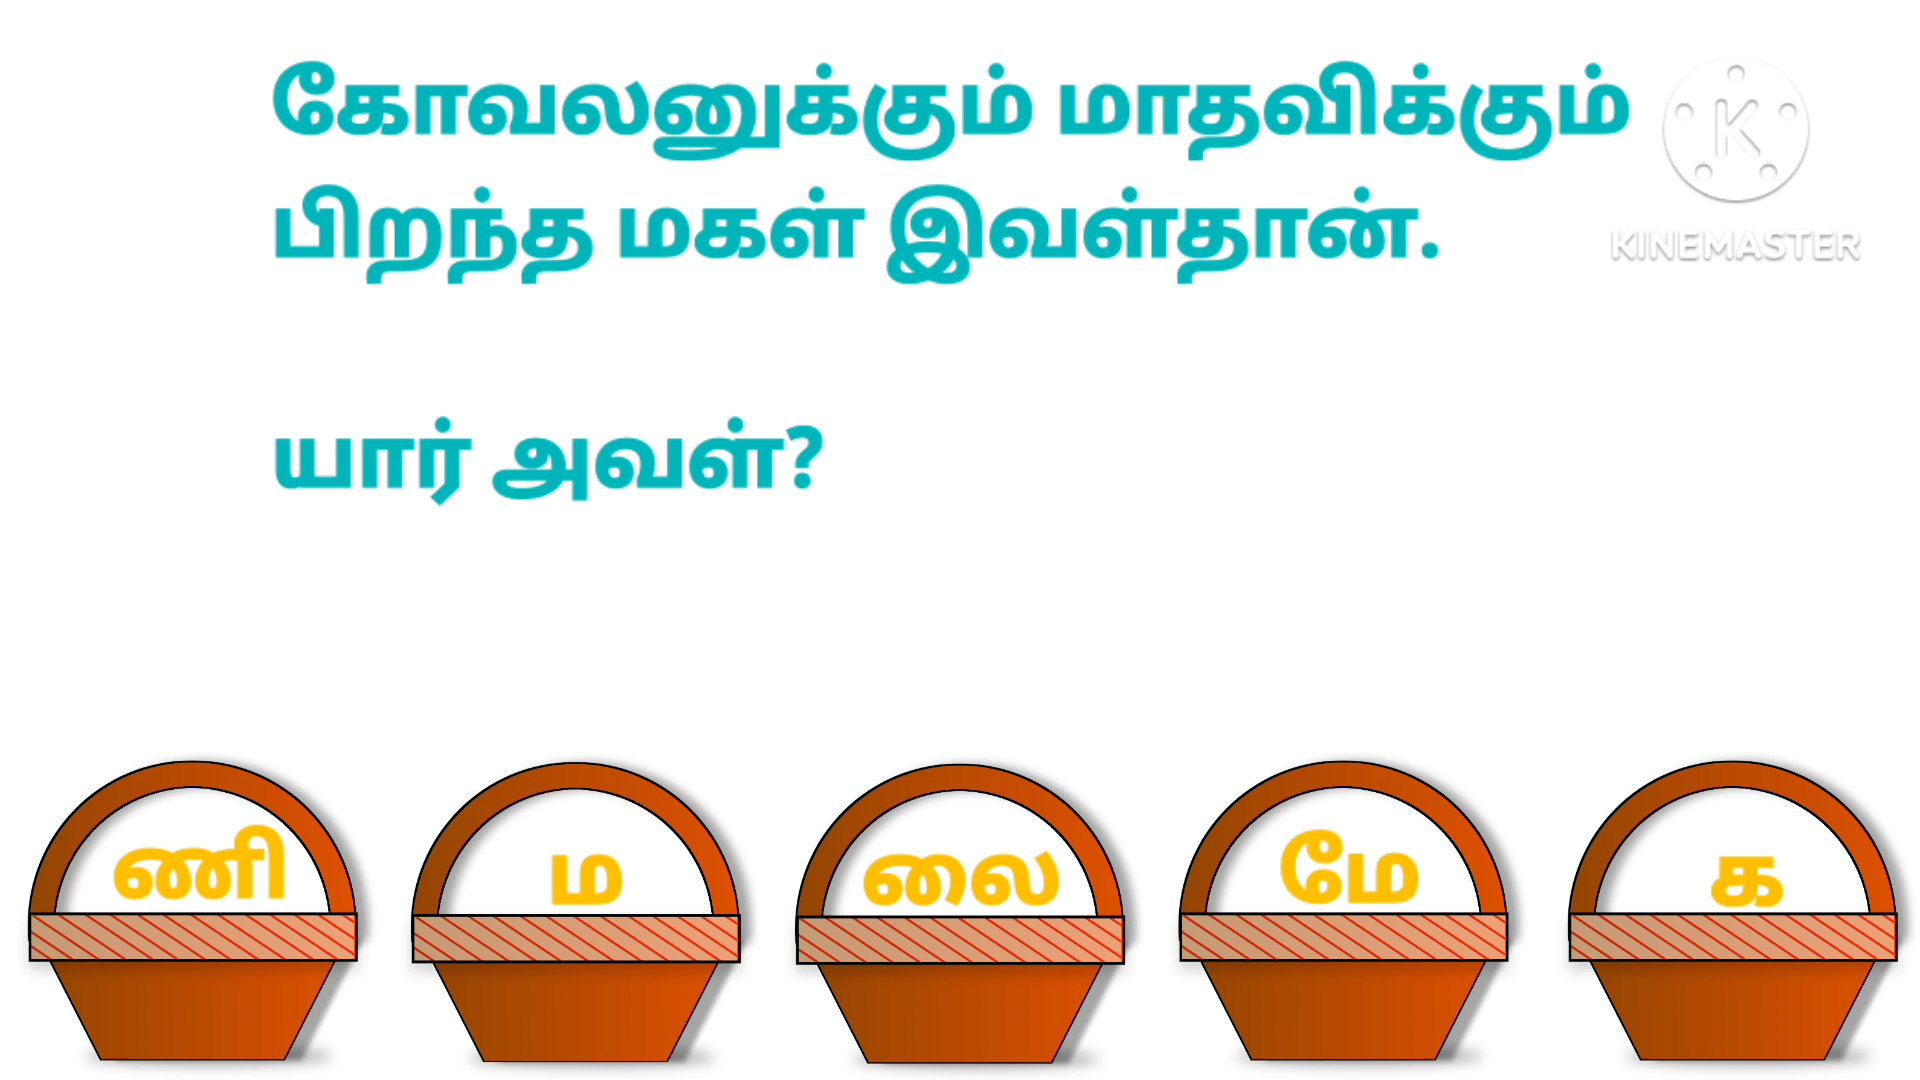 கோவலனுக்கும் மாதவிக்கும்
பிறந்த மகள் இவள்தான்.
யார் அவள்?
K
KINEMASTER
ணி ம லை மே க